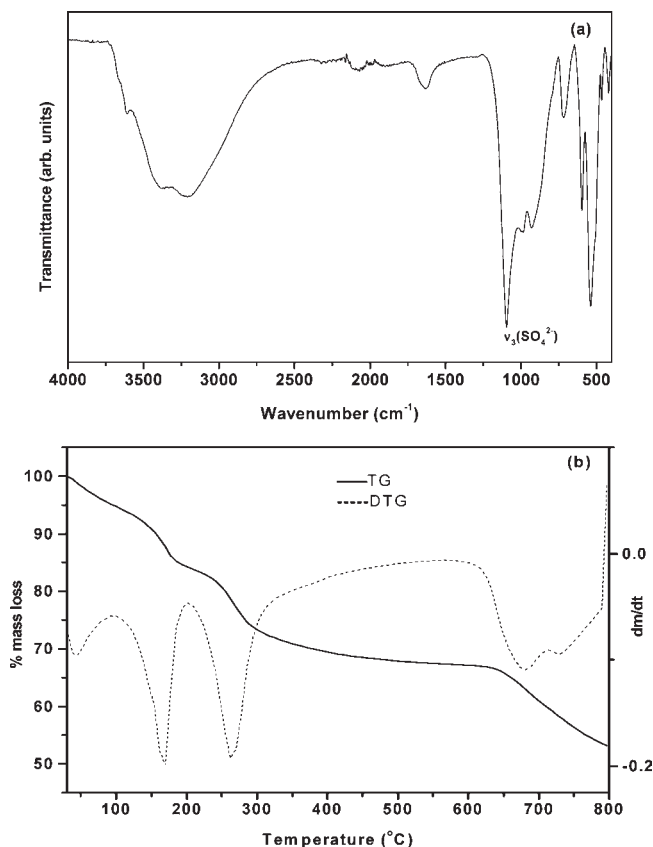 (a)
Transmittance (arb. units)
ν₃(SO₄²⁻)
4000 3500 3000 2500 2000 1500 1000 500
Wavenumber (cm⁻¹)
(b)
TG
DTG
100
90
80
70
60
50
% mass loss
0.0
-0.2
dm/dt
100 200 300 400 500 600 700 800
Temperature (°C)